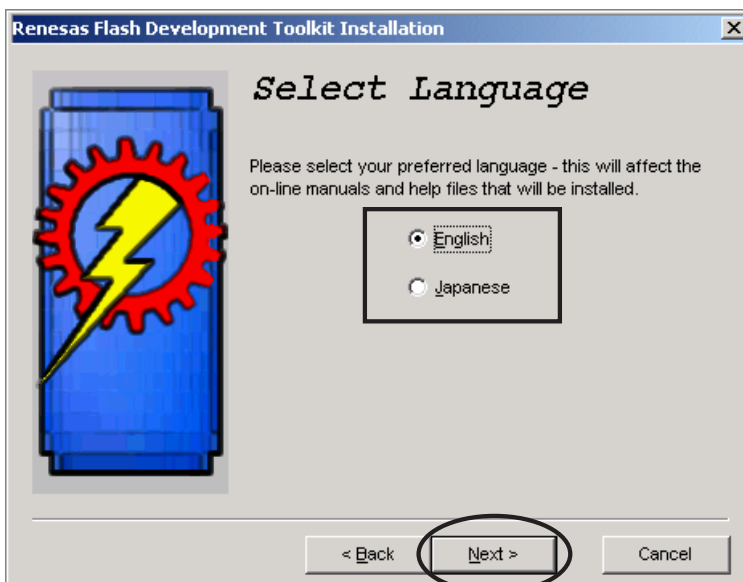 Renesas Flash Development Toolkit Installation
Select Language
Please select your preferred language - this will affect the
on-line manuals and help files that will be installed.
English
Japanese
< Back Next > Cancel